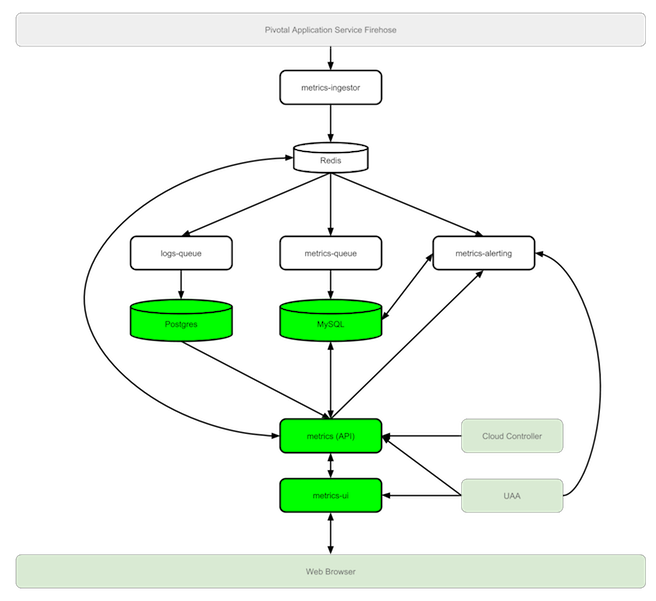 Pivotal Application Service Firehose
metrics-ingestor
Redis
logs-queue
metrics-queue
metrics-alerting
Postgres
MySQL
metrics (API)
Cloud Controller
metrics-ui
UAA
Web Browser